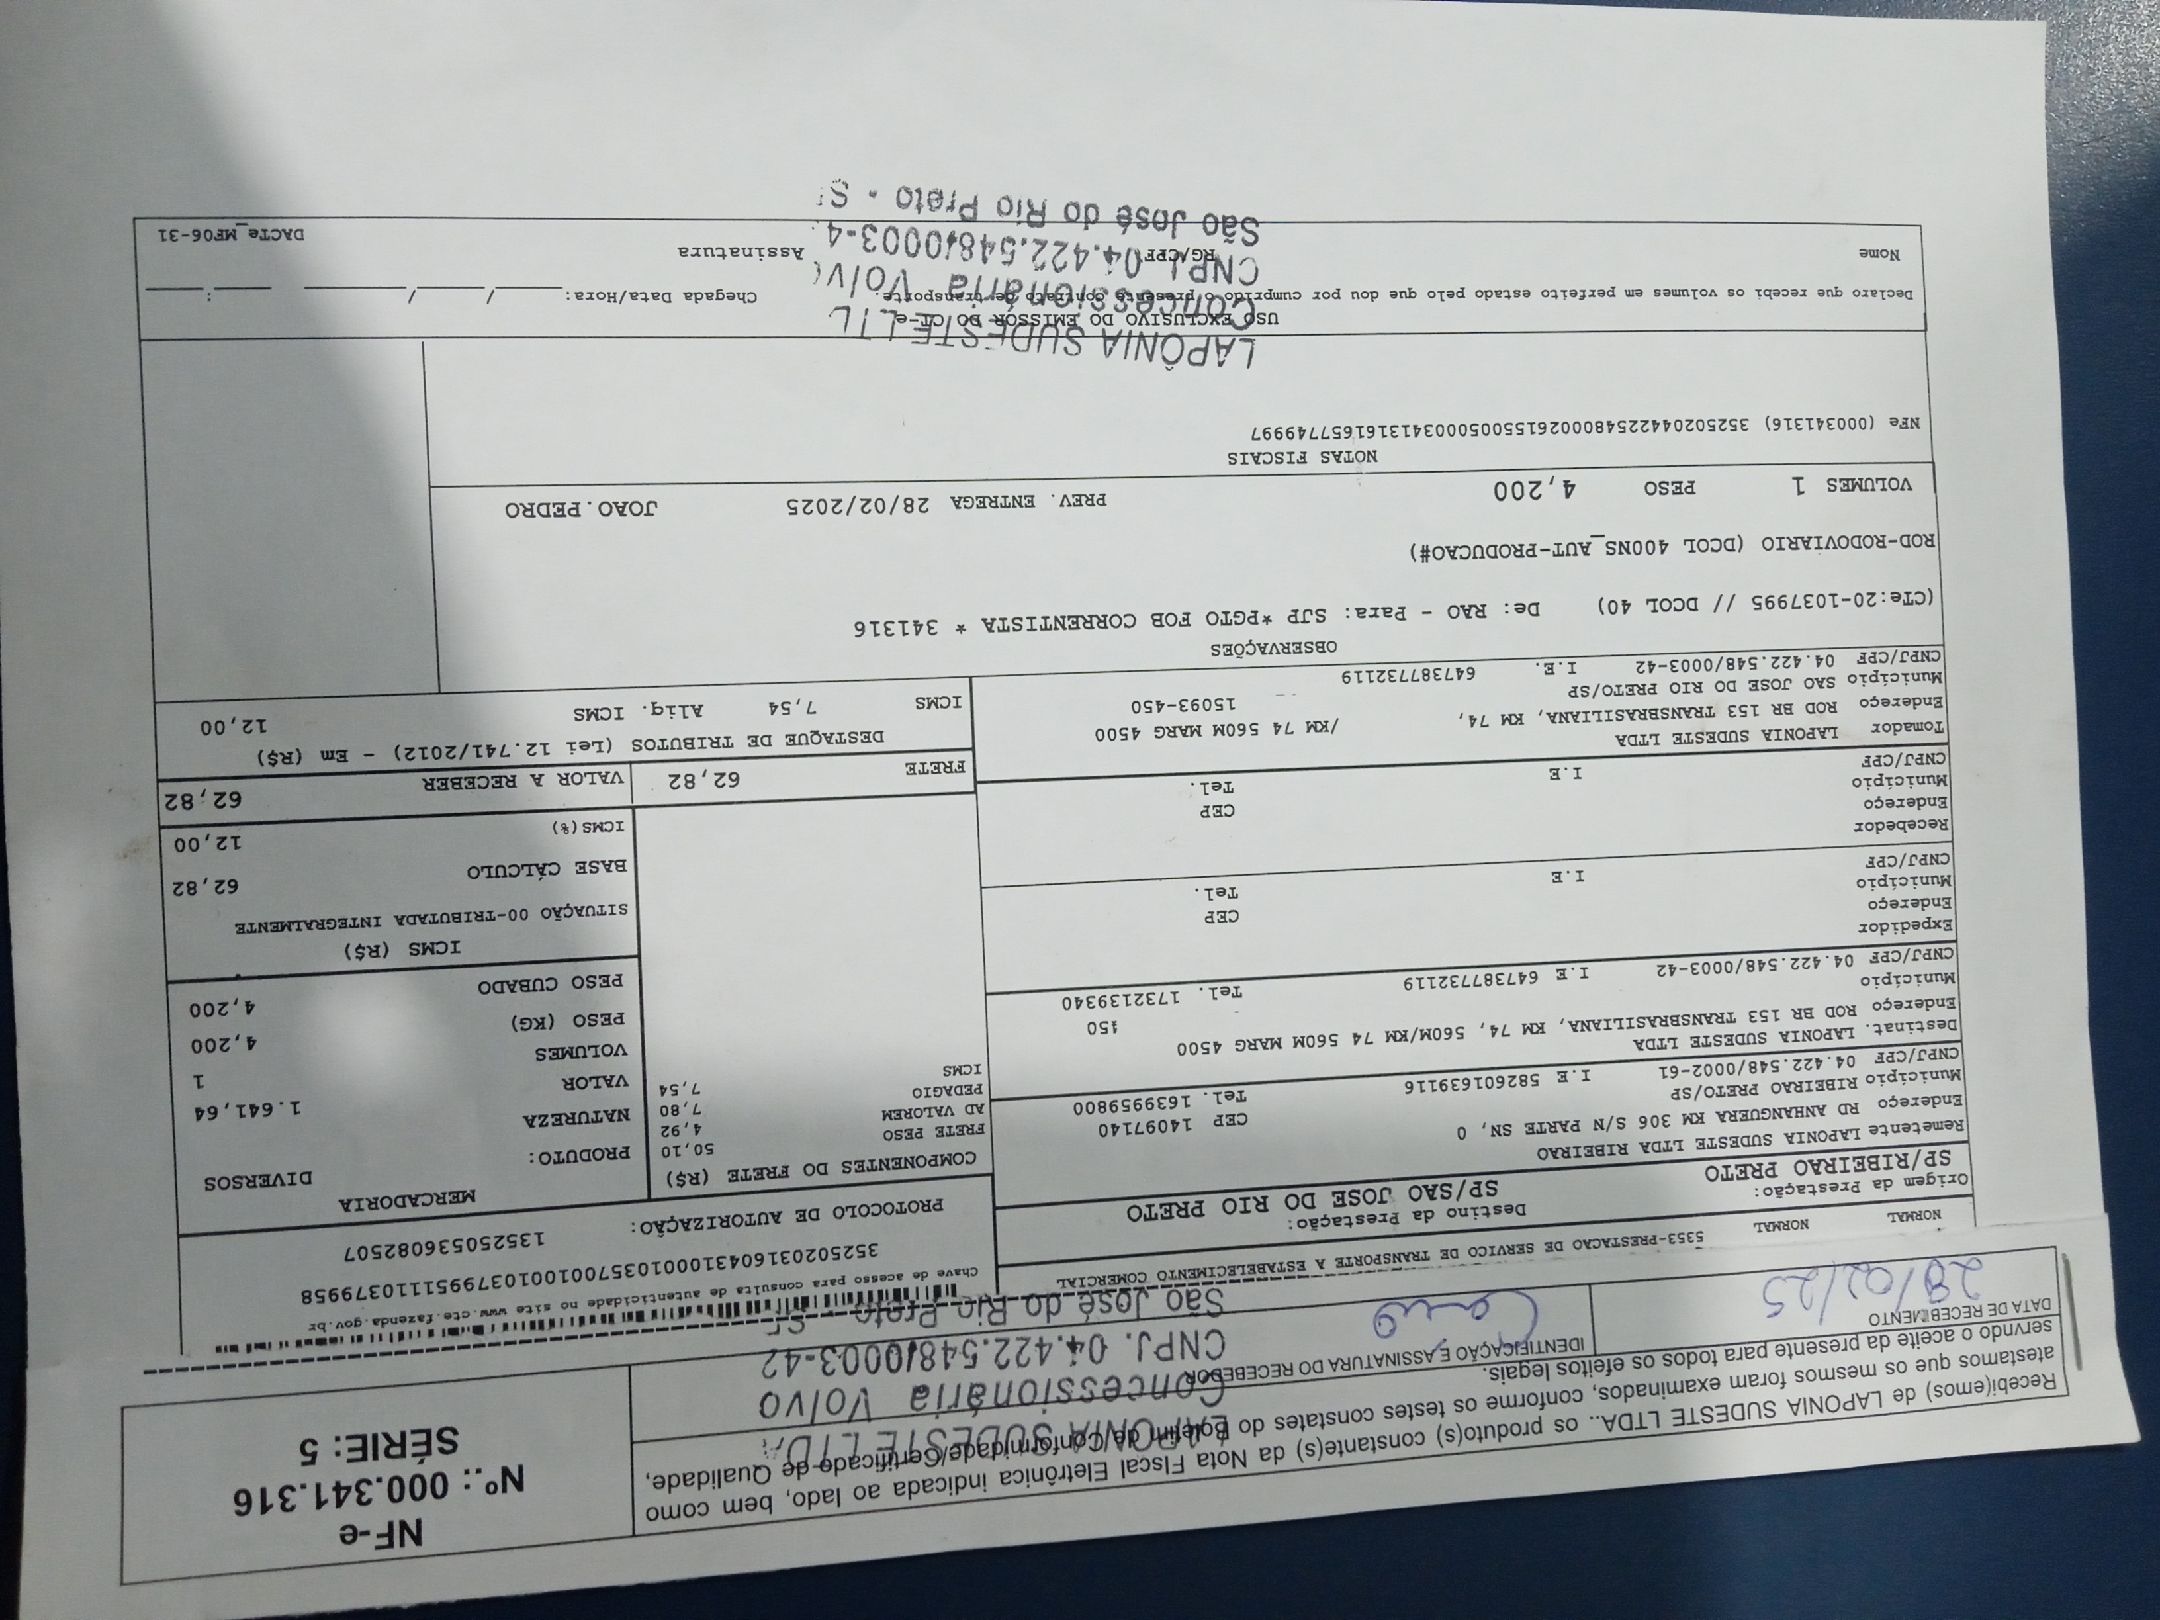 Recebi(emos) de LAPONIA SUDESTE LTDA.. os produto(s) constante(s) da Nota Fiscal Eletrônica indicada ao lado, bem como
atestamos que os mesmos foram examinados, conforme os testes constates do Boletim de Conformidade/Certificado de Qualidade,
servndo o aceite da presente para todos os efeitos legais.
DATA DE RECEBIMENTO
28/02/25
IDENTIFICAÇÃO E ASSINATURA DO RECEBEDOR
LAPÔNIA SUDESTE LTDA
Concessionária Volvo
CNPJ. 04.422.548/0003-42
São José do Rio Preto - SP
NF-e
Nº.: 000.341.316
SÉRIE: 5
NORMAL NORMAL 5353-PRESTACAO DE SERVICO DE TRANSPORTE A ESTABELECIMENTO COMERCIAL
Chave de acesso para consulta de autenticidade no site www.cte.fazenda.gov.br
35250203160431000103570010010379951110379958
PROTOCOLO DE AUTORIZAÇÃO: 135250536082507
Origem da Prestação:
SP/RIBEIRAO PRETO
Destino da Prestação:
SP/SAO JOSE DO RIO PRETO
Remetente LAPONIA SUDESTE LTDA RIBEIRAO
Endereço RD ANHANGUERA KM 306 S/N PARTE SN, 0
Município RIBEIRAO PRETO/SP CEP 14097140
CNPJ/CPF 04.422.548/0002-61 I.E 582601639116 Tel. 1639959800
Destinat. LAPONIA SUDESTE LTDA
Endereço ROD BR 153 TRANSBRASILIANA, KM 74, 560M/KM 74 560M MARG 4500
Município 450
CNPJ/CPF 04.422.548/0003-42 I.E 647387732119 Tel. 1732139340
Expedidor
Endereço
Município CEP
CNPJ/CPF I.E Tel.
Recebedor
Endereço
Município CEP
CNPJ/CPF I.E Tel.
Tomador LAPONIA SUDESTE LTDA
Endereço ROD BR 153 TRANSBRASILIANA, KM 74, /KM 74 560M MARG 4500
Município SAO JOSE DO RIO PRETO/SP 15093-450
CNPJ/CPF 04.422.548/0003-42 I.E. 647387732119
COMPONENTES DO FRETE (R$)
FRETE PESO 50,10
AD VALOREM 4,92
PEDAGIO 7,80
ICMS 7,54
MERCADORIA
PRODUTO: DIVERSOS
NATUREZA
VALOR 1.641,64
VOLUMES 1
PESO (KG) 4,200
PESO CUBADO 4,200
ICMS (R$)
SITUAÇÃO 00-TRIBUTADA INTEGRALMENTE
BASE CÁLCULO 62,82
ICMS(%) 12,00
FRETE 62,82 VALOR A RECEBER 62,82
DESTAQUE DE TRIBUTOS (Lei 12.741/2012) - Em (R$)
ICMS 7,54 Aliq. ICMS 12,00
OBSERVAÇÕES
(CTe:20-1037995 // DCOL 40) De: RAO - Para: SJP *PGTO FOB CORRENTISTA * 341316
ROD-RODOVIARIO (DCOL 400NS_AUT-PRODUCAO#)
VOLUMES 1 PESO 4,200 PREV. ENTREGA 28/02/2025 JOAO.PEDRO
NOTAS FISCAIS
NFe (000341316) 35250204422548000261550050003413161657749997
LAPÔNIA SUDESTE LTD
Concessionária Volvo
CNPJ. 04.422.548/0003-4
São José do Rio Preto - S
USO EXCLUSIVO DO EMISSOR DO CT-e
Declaro que recebi os volumes em perfeito estado pelo que dou por cumprido o presente contrato de transporte. Chegada Data/Hora: ____/____/____ ____:____
Nome RG/CPF Assinatura
DACTe_MF06-31